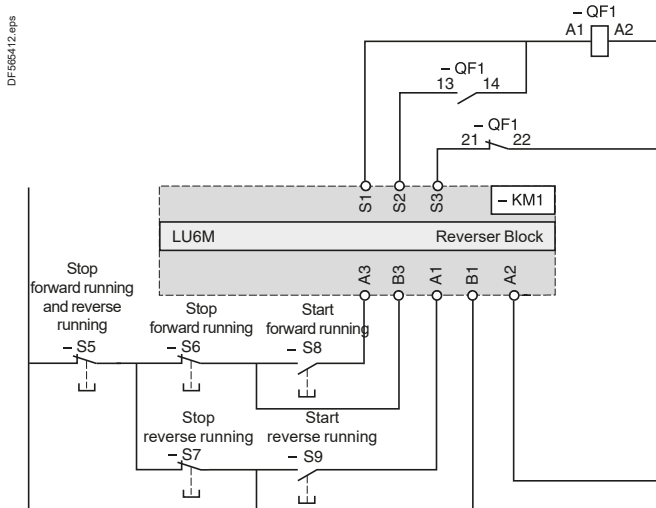 DF565412.eps
– QF1
A1 A2
– QF1
13 14
– QF1
21 22
S1 S2 S3
– KM1
LU6M Reverser Block
A3 B3 A1 B1 A2
Stop
forward running
and reverse
running
– S5
Stop
forward running
– S6
Start
forward running
– S8
Stop
reverse running
– S7
Start
reverse running
– S9